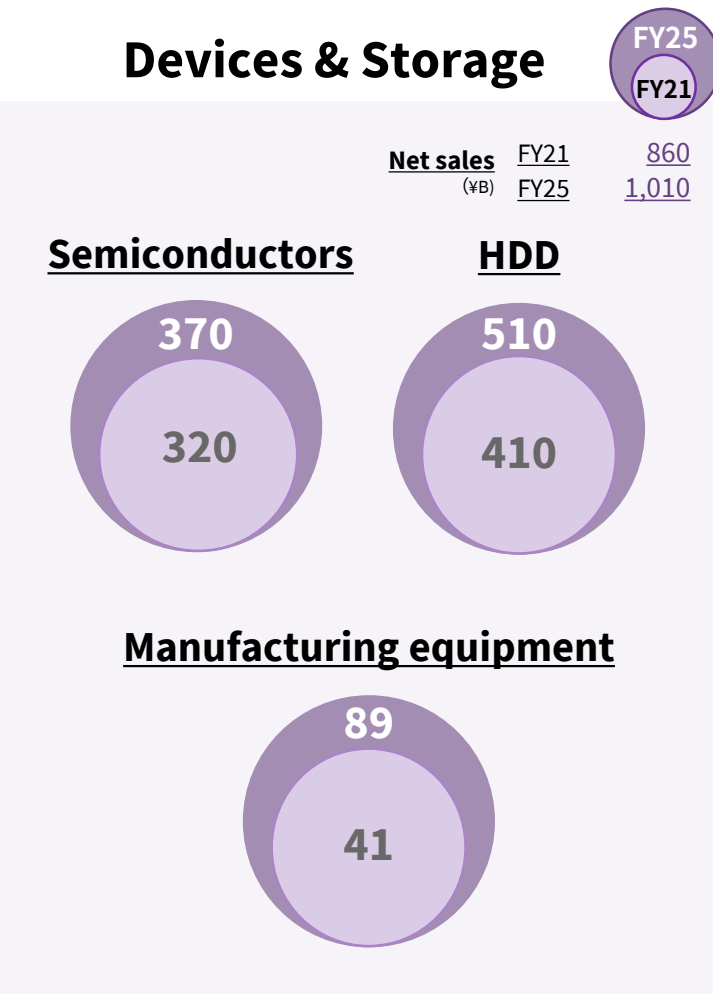 Devices & Storage
FY25
FY21
Net sales
(¥B)
FY21 860
FY25 1,010
Semiconductors
370
320
HDD
510
410
Manufacturing equipment
89
41